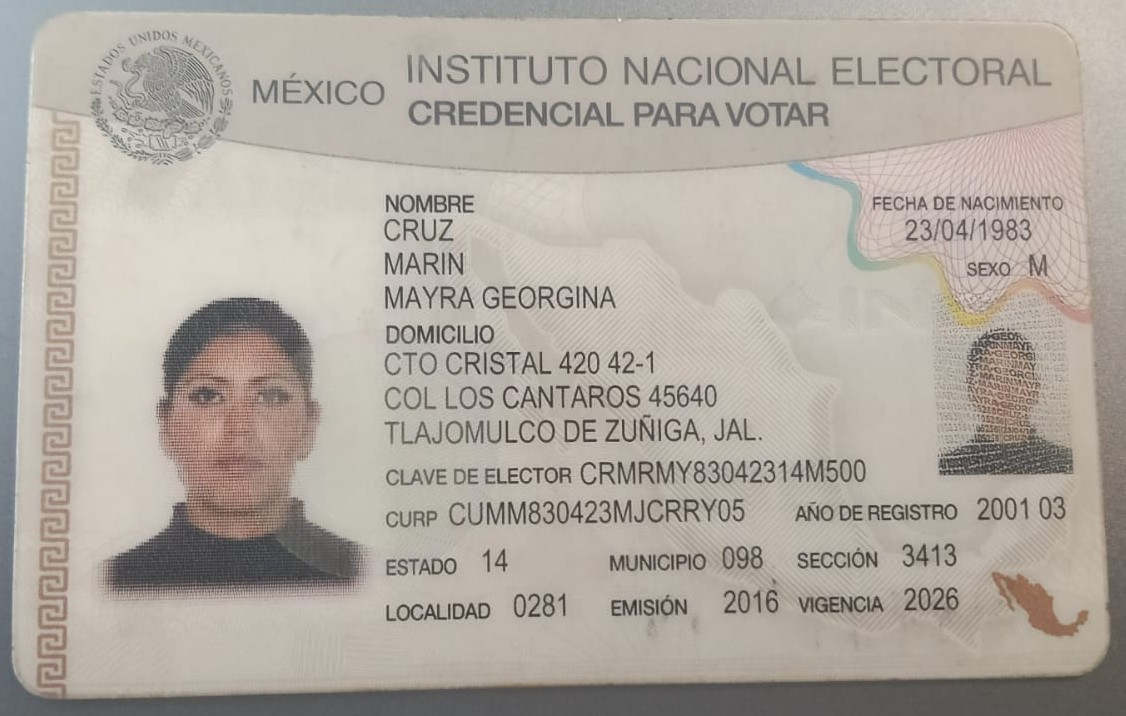 ESTADOS UNIDOS MEXICANOS
MÉXICO
INSTITUTO NACIONAL ELECTORAL
CREDENCIAL PARA VOTAR
NOMBRE
CRUZ
MARIN
MAYRA GEORGINA
FECHA DE NACIMIENTO
23/04/1983
SEXO M
DOMICILIO
CTO CRISTAL 420 42-1
COL LOS CANTAROS 45640
TLAJOMULCO DE ZUÑIGA, JAL.
CLAVE DE ELECTOR CRMRMY83042314M500
CURP CUMM830423MJCRRY05 AÑO DE REGISTRO 2001 03
ESTADO 14 MUNICIPIO 098 SECCIÓN 3413
LOCALIDAD 0281 EMISIÓN 2016 VIGENCIA 2026